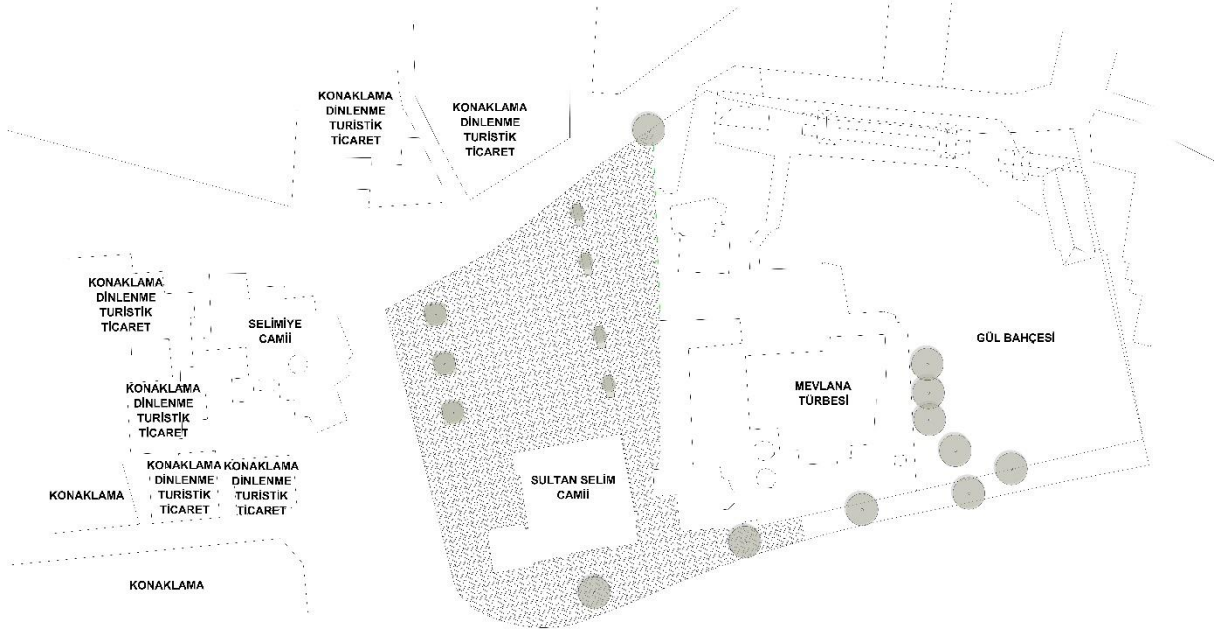 KONAKLAMA
DİNLENME
TURİSTİK
TİCARET
KONAKLAMA
DİNLENME
TURİSTİK
TİCARET
KONAKLAMA
DİNLENME
TURİSTİK
TİCARET
SELİMİYE
CAMİİ
GÜL BAHÇESİ
KONAKLAMA
DİNLENME
TURİSTİK
TİCARET
MEVLANA
TÜRBESİ
KONAKLAMA
KONAKLAMA
DİNLENME
TURİSTİK
TİCARET
KONAKLAMA
DİNLENME
TURİSTİK
TİCARET
SULTAN SELİM
CAMİİ
KONAKLAMA